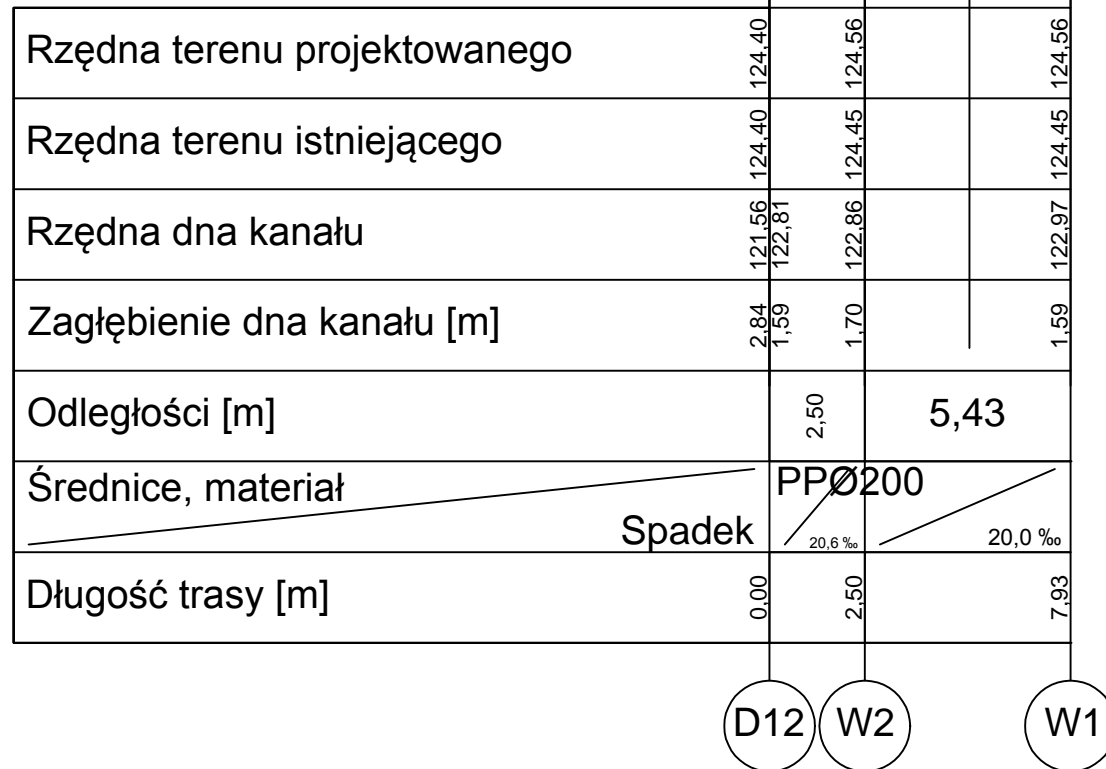 Rzędna terenu projektowanego 124,40 124,56 124,56
Rzędna terenu istniejącego 124,40 124,45 124,45
Rzędna dna kanału 121,56 122,81 122,86 122,97
Zagłębienie dna kanału [m] 2,84 1,59 1,70 1,59
Odległości [m] 2,50 5,43
Średnice, materiał PPØ200
Spadek 20,6 ‰ 20,0 ‰
Długość trasy [m] 0,00 2,50 7,93
D12 W2 W1